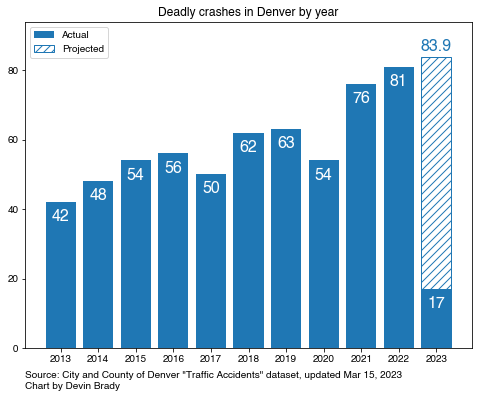 Deadly crashes in Denver by year
Actual
Projected
83.9
80
60
40
20
0
42
48
54
56
50
62
63
54
76
81
17
2013 2014 2015 2016 2017 2018 2019 2020 2021 2022 2023
Source: City and County of Denver "Traffic Accidents" dataset, updated Mar 15, 2023
Chart by Devin Brady